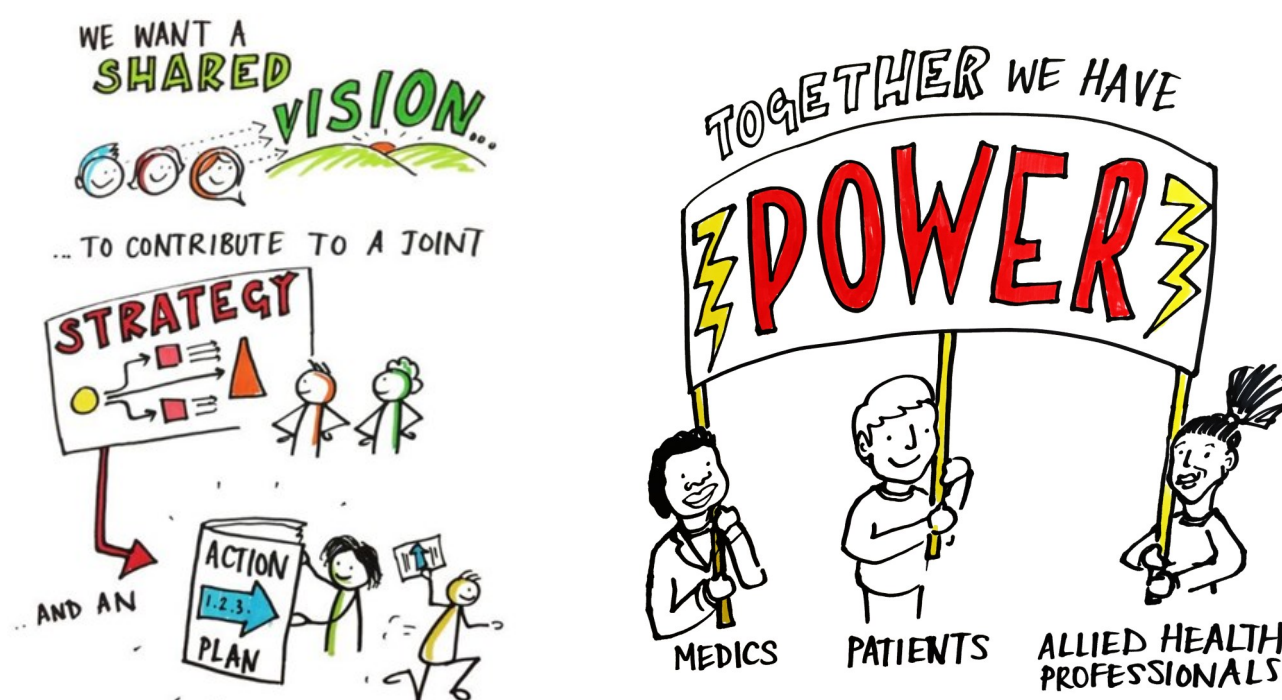 WE WANT A
SHARED
VISION...
... TO CONTRIBUTE TO A JOINT
STRATEGY
.. AND AN
ACTION
1.2.3.
PLAN
TOGETHER WE HAVE
POWER
MEDICS
PATIENTS
ALLIED HEALTH
PROFESSIONALS